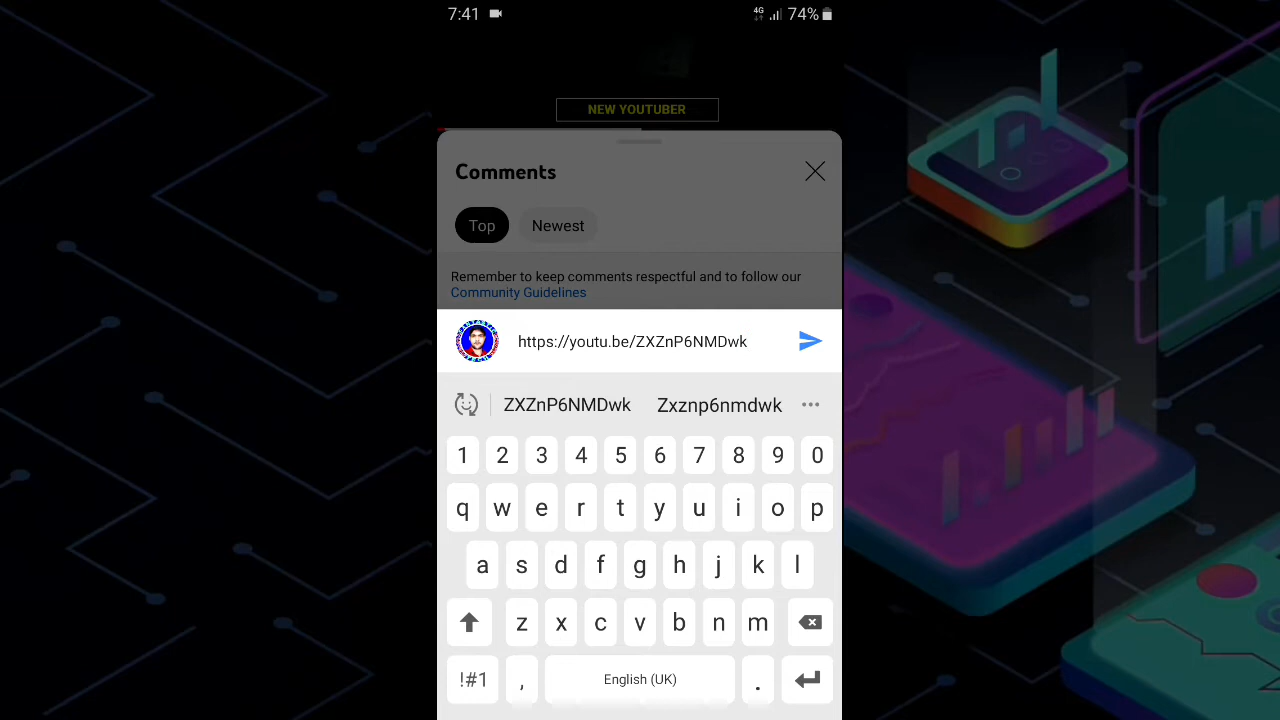 7:41
4G 74%
NEW YOUTUBER
Comments
Top Newest
Remember to keep comments respectful and to follow our
Community Guidelines
https://youtu.be/ZXZnP6NMDwk
ZXZnP6NMDwk Zxznp6nmdwk
1 2 3 4 5 6 7 8 9 0
q w e r t y u i o p
a s d f g h j k l
z x c v b n m
!#1 , English (UK) .